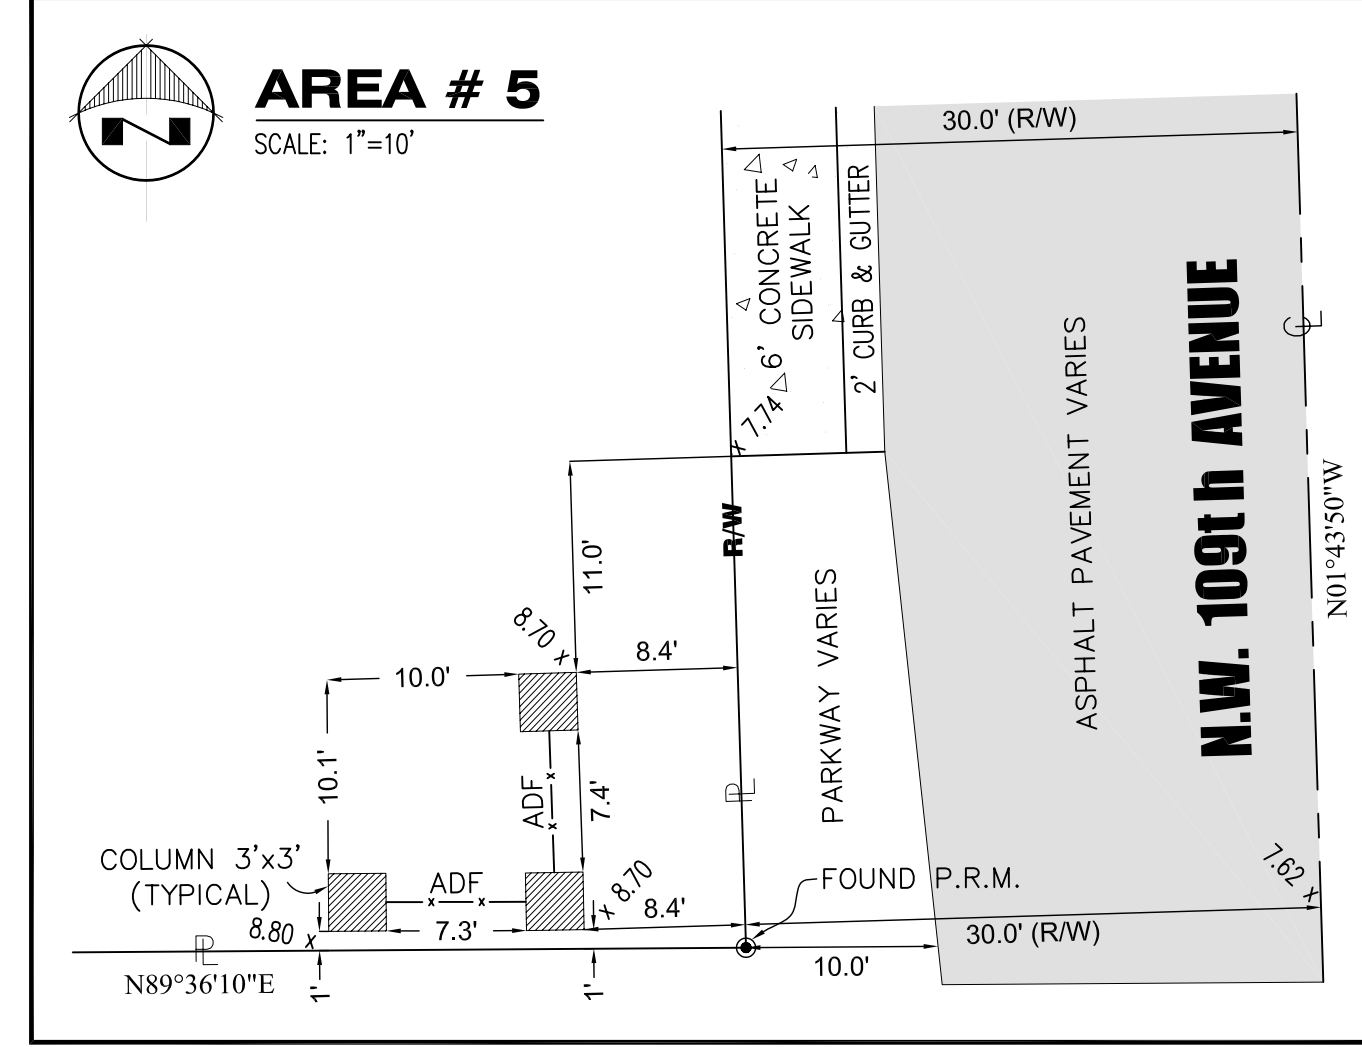 AREA # 5
SCALE: 1"=10'
30.0' (R/W)
6' CONCRETE
SIDEWALK
2' CURB & GUTTER
7.74
ASPHALT PAVEMENT VARIES
N.W. 109th AVENUE
CL
N01°43'50"W
R/W
11.0'
8.70
8.4'
10.0'
PARKWAY VARIES
10.1'
ADF
7.4'
PL
COLUMN 3'x3'
(TYPICAL)
ADF
8.70
FOUND P.R.M.
7.62
8.80
7.3'
8.4'
30.0' (R/W)
PL
10.0'
N89°36'10"E
1'
1'